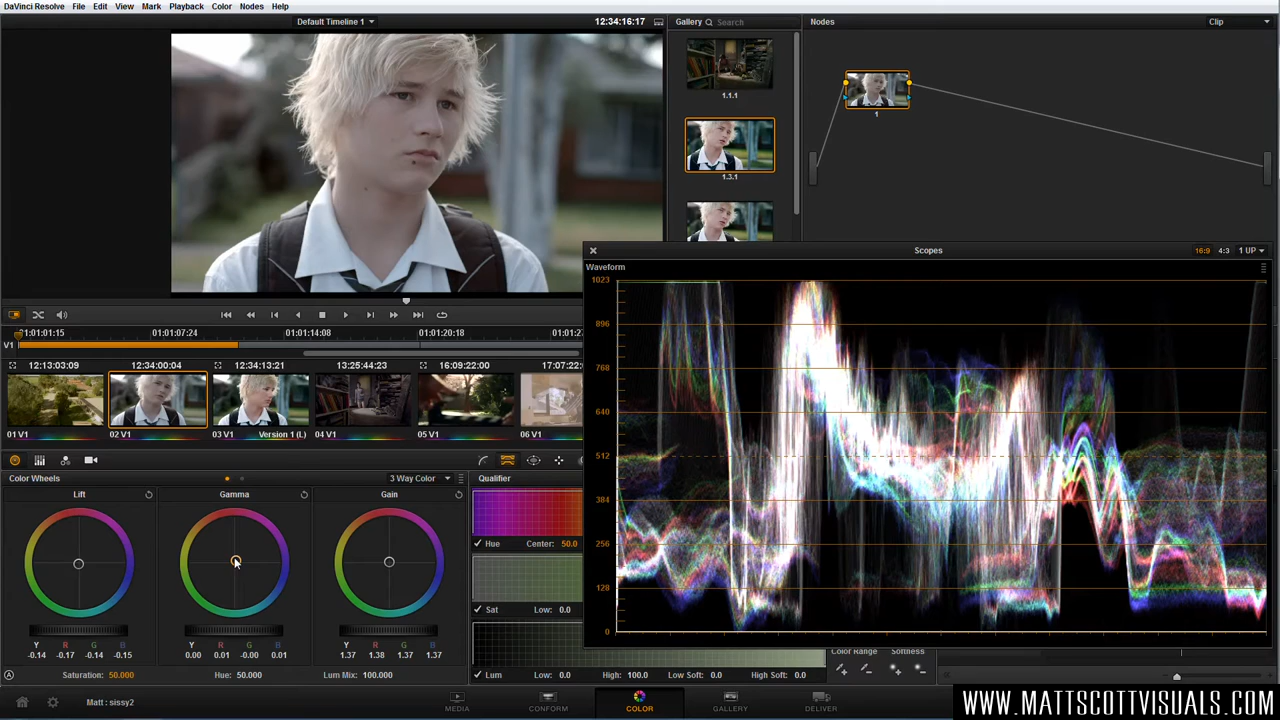 DaVinci Resolve File Edit View Mark Playback Color Nodes Help
Default Timeline 1 12:34:16:17 Gallery Search Nodes Clip
1.1.1
1
1.3.1
Scopes 16:9 4:3 1 UP
Waveform
1023
896
768
640
512
384
256
128
0
01:01:01:15 01:01:07:24 01:01:14:08 01:01:20:18 01:01:27
V1
12:13:03:09 12:34:00:04 12:34:13:21 13:25:44:23 16:09:22:00 17:07:22
01 V1 02 V1 03 V1 Version 1 (L) 04 V1 05 V1 06 V1
Color Wheels 3 Way Color Qualifier
Lift Gamma Gain
Hue Center: 50.0
Sat Low: 0.0
Y R G B Y R G B Y R G B
-0.14 -0.17 -0.14 -0.15 0.00 0.01 -0.00 0.01 1.37 1.38 1.37 1.37
Color Range Softness
A Saturation: 50.000 Hue: 50.000 Lum Mix: 100.000 Lum Low: 0.0 High: 100.0 Low Soft: 0.0 High Soft: 0.0
Matt : sissy2 MEDIA CONFORM COLOR GALLERY DELIVER
WWW.MATTSCOTTVISUALS.COM